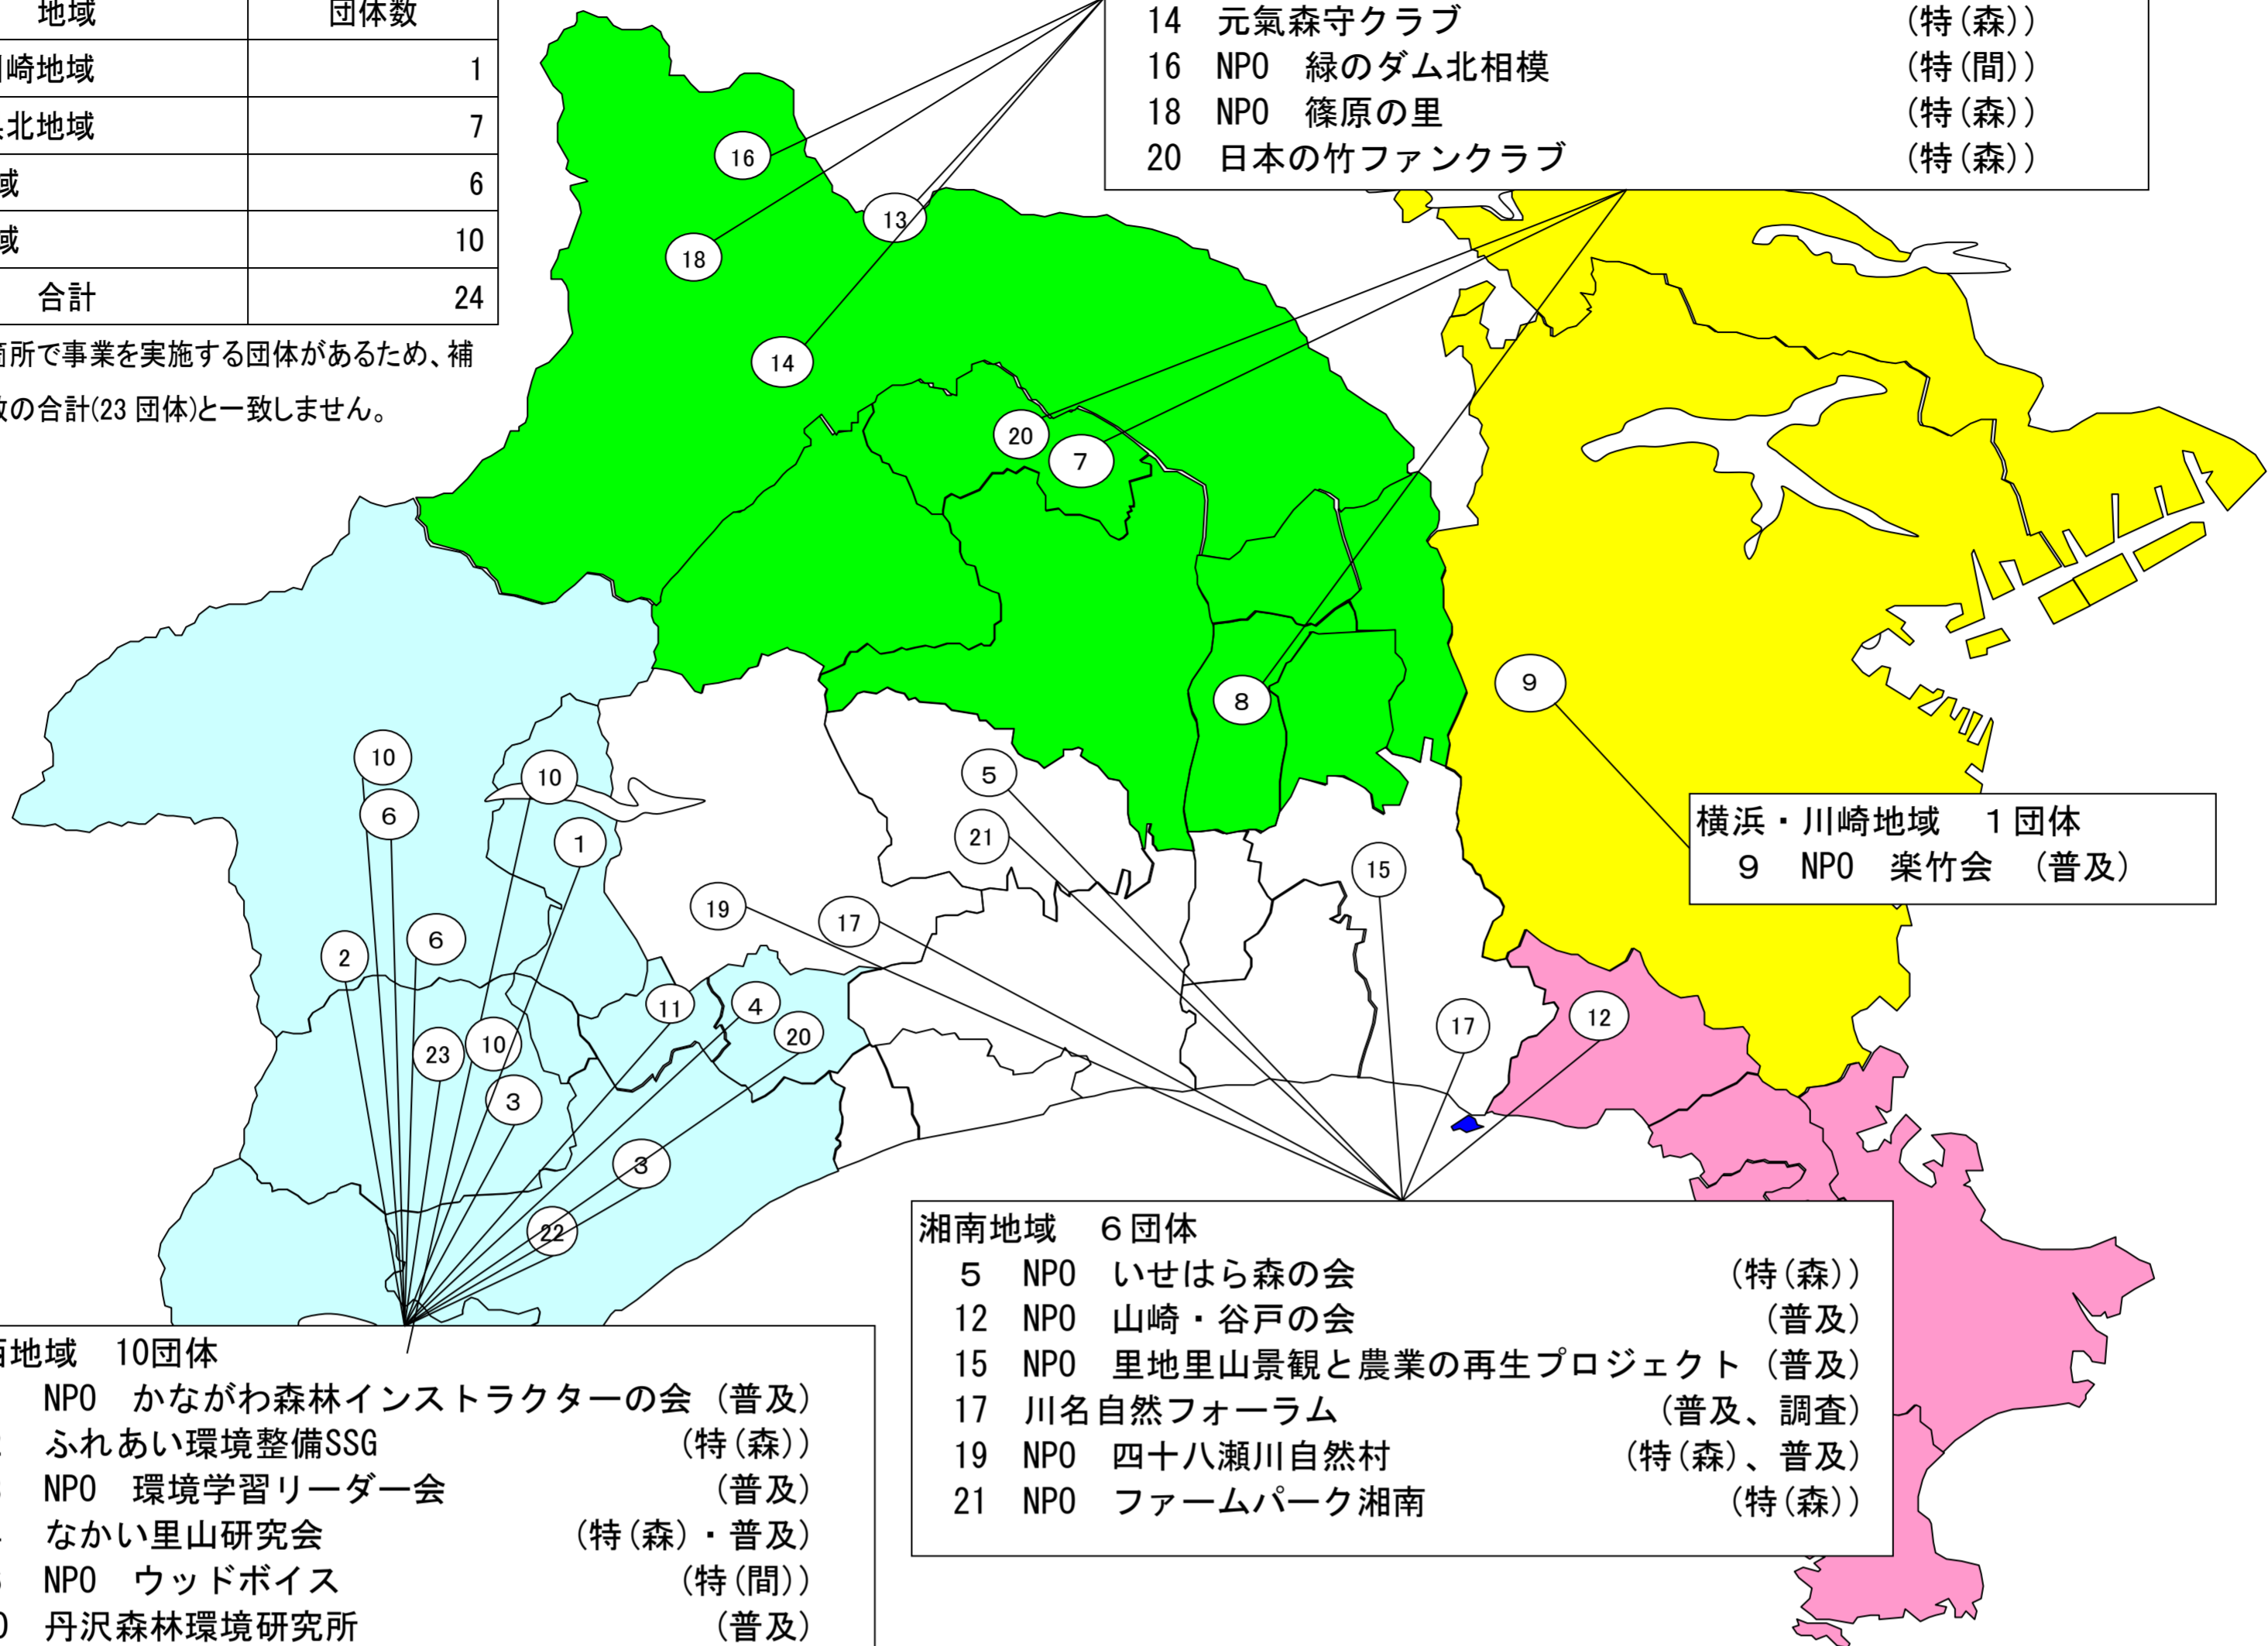 地域 団体数
崎地域 1
北地域 7
域 6
域 10
合計 24
箇所で事業を実施する団体があるため、補
数の合計(23 団体)と一致しません。
14 元氣森守クラブ (特(森))
16 NPO 緑のダム北相模 (特(間))
18 NPO 篠原の里 (特(森))
20 日本の竹ファンクラブ (特(森))
16
13
18
14
20
7
8
9
横浜・川崎地域 1団体
9 NPO 楽竹会 (普及)
10
10
6
1
5
21
15
19
17
2
6
11
4
20
17
12
23
10
3
3
22
湘南地域 6団体
5 NPO いせはら森の会 (特(森))
12 NPO 山崎・谷戸の会 (普及)
15 NPO 里地里山景観と農業の再生プロジェクト (普及)
17 川名自然フォーラム (普及、調査)
19 NPO 四十八瀬川自然村 (特(森)、普及)
21 NPO ファームパーク湘南 (特(森))
西地域 10団体
NPO かながわ森林インストラクターの会 (普及)
ふれあい環境整備SSG (特(森))
NPO 環境学習リーダー会 (普及)
なかい里山研究会 (特(森)・普及)
NPO ウッドボイス (特(間))
0 丹沢森林環境研究所 (普及)